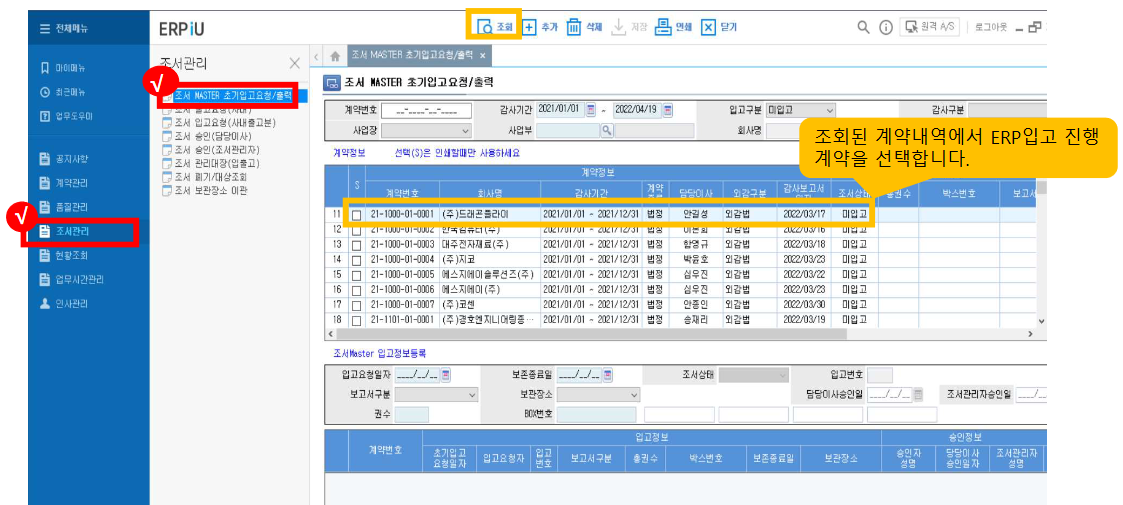 전체메뉴
ERPiU
조회 추가 삭제 저장 인쇄 닫기
원격 A/S 로그아웃
마이메뉴
최근메뉴
업무도우미
공지사항
계약관리
품질관리
조서관리
현황조회
업무시간관리
인사관리
조서관리
조서 MASTER 초기입고요청/출력
조서 입고요청(사내출고분)
조서 승인(담당이사)
조서 승인(조서관리자)
조서 관리대장(입출고)
조서 폐기/대상조회
조서 보관장소 이관
조서 MASTER 초기입고요청/출력 ×
조서 MASTER 초기입고요청/출력
계약번호 __-____-__-____ 감사기간 2021/01/01 ~ 2022/04/19 입고구분 미입고 감사구분
사업장 사업부 회사명
조회된 계약내역에서 ERP입고 진행
계약을 선택합니다.
계약정보 선택(S)은 인쇄할때만 사용하세요
계약정보
S 계약번호 회사명 감사기간 계약 담당이사 외감구분 감사보고서 조서상태 총권수 박스번호
11 21-1000-01-0001 (주)드래곤플라이 2021/01/01 ~ 2021/12/31 법정 안길성 외감법 2022/03/17 미입고
12 21-1000-01-0002 한국컴퓨터(주) 2021/01/01 ~ 2021/12/31 법정 외감법 2022/03/16 미입고
13 21-1000-01-0003 대주전자재료(주) 2021/01/01 ~ 2021/12/31 법정 함영규 외감법 2022/03/18 미입고
14 21-1000-01-0004 (주)지코 2021/01/01 ~ 2021/12/31 법정 박윤호 외감법 2022/03/23 미입고
15 21-1000-01-0005 에스지에이솔루션즈(주) 2021/01/01 ~ 2021/12/31 법정 심우진 외감법 2022/03/22 미입고
16 21-1000-01-0006 에스지에이(주) 2021/01/01 ~ 2021/12/31 법정 심우진 외감법 2022/03/23 미입고
17 21-1000-01-0007 (주)코센 2021/01/01 ~ 2021/12/31 법정 안종인 외감법 2022/03/30 미입고
18 21-1101-01-0001 (주)경호엔지니어링종… 2021/01/01 ~ 2021/12/31 법정 승재리 외감법 2022/03/19 미입고
조서Master 입고정보등록
입고요청일자 ____/_/__ 보존종료일 ____/_/__ 조서상태 입고번호
보고서구분 보관장소 담당이사승인일 ____/_/__ 조서관리자승인일 ____/
권수 BOX번호
입고정보 승인정보
계약번호 초기입고 요청일자 입고요청자 입고 번호 보고서구분 총권수 박스번호 보존종료일 보관장소 승인자 성명 담당이사 승인일자 조서관리자 성명